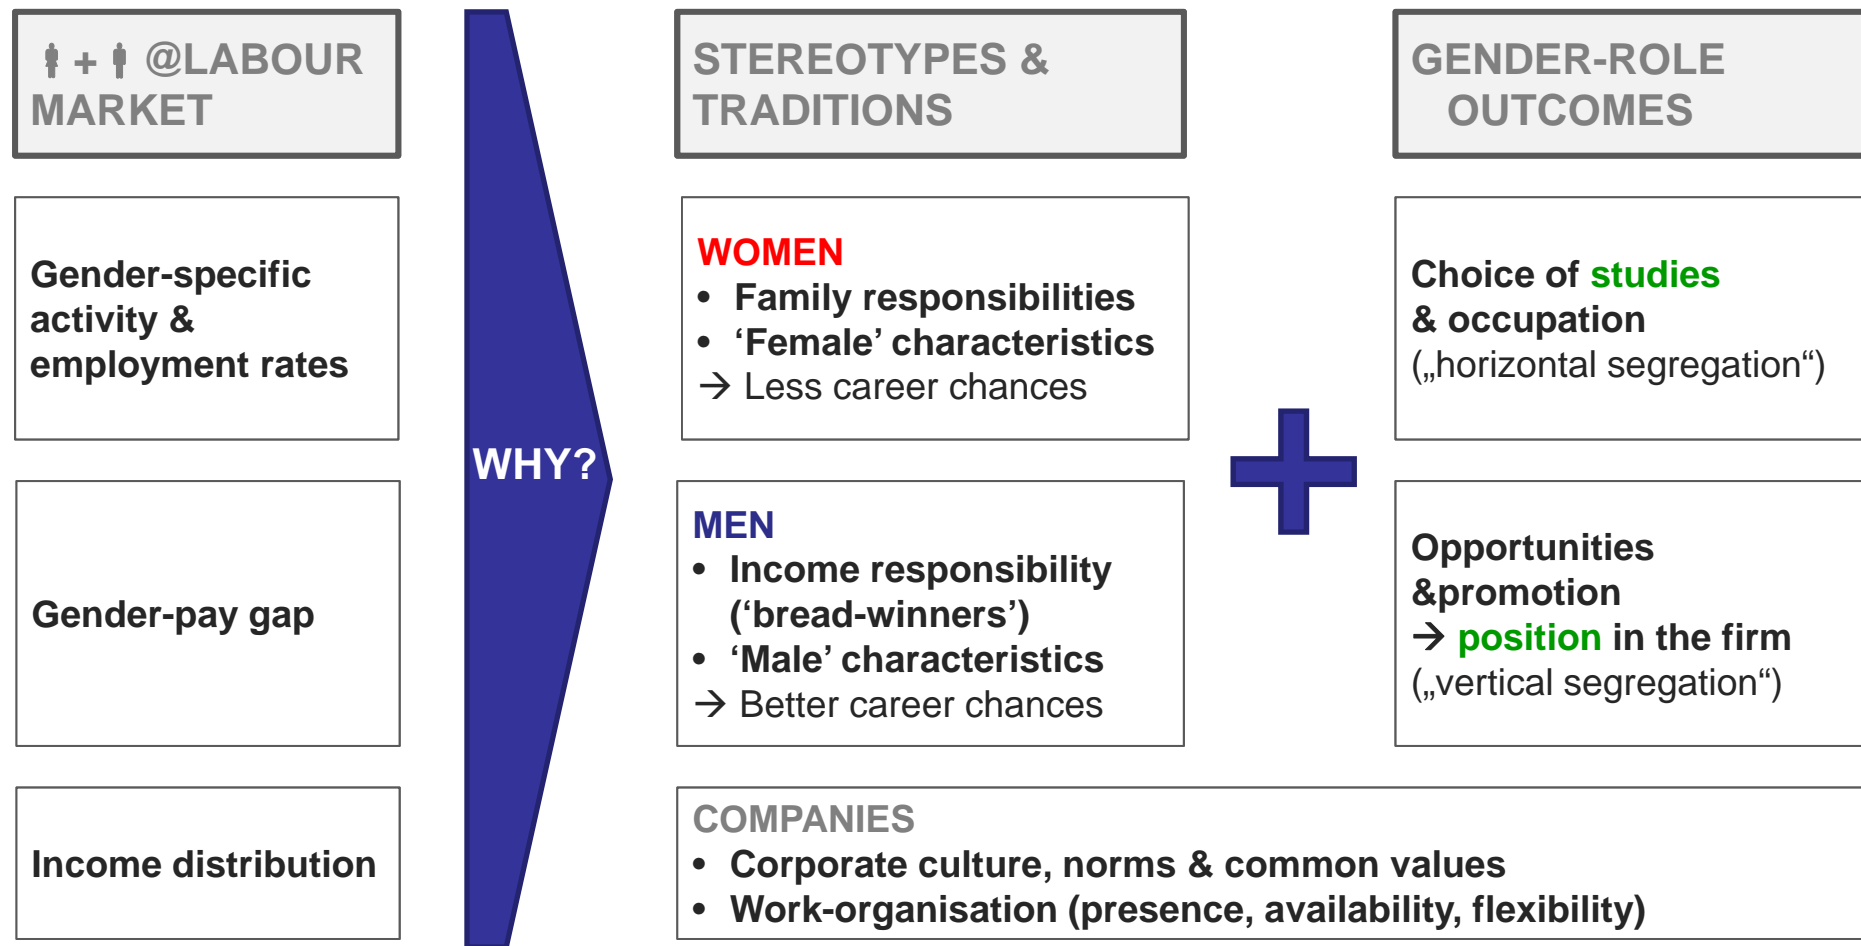 + @LABOUR
MARKET
Gender-specific
activity &
employment rates
Gender-pay gap
Income distribution
WHY?
STEREOTYPES &
TRADITIONS
WOMEN
• Family responsibilities
• ‘Female’ characteristics
→ Less career chances
MEN
• Income responsibility
(‘bread-winners’)
• ‘Male’ characteristics
→ Better career chances
GENDER-ROLE
OUTCOMES
Choice of studies
& occupation
(„horizontal segregation“)
Opportunities
&promotion
→ position in the firm
(„vertical segregation“)
COMPANIES
• Corporate culture, norms & common values
• Work-organisation (presence, availability, flexibility)